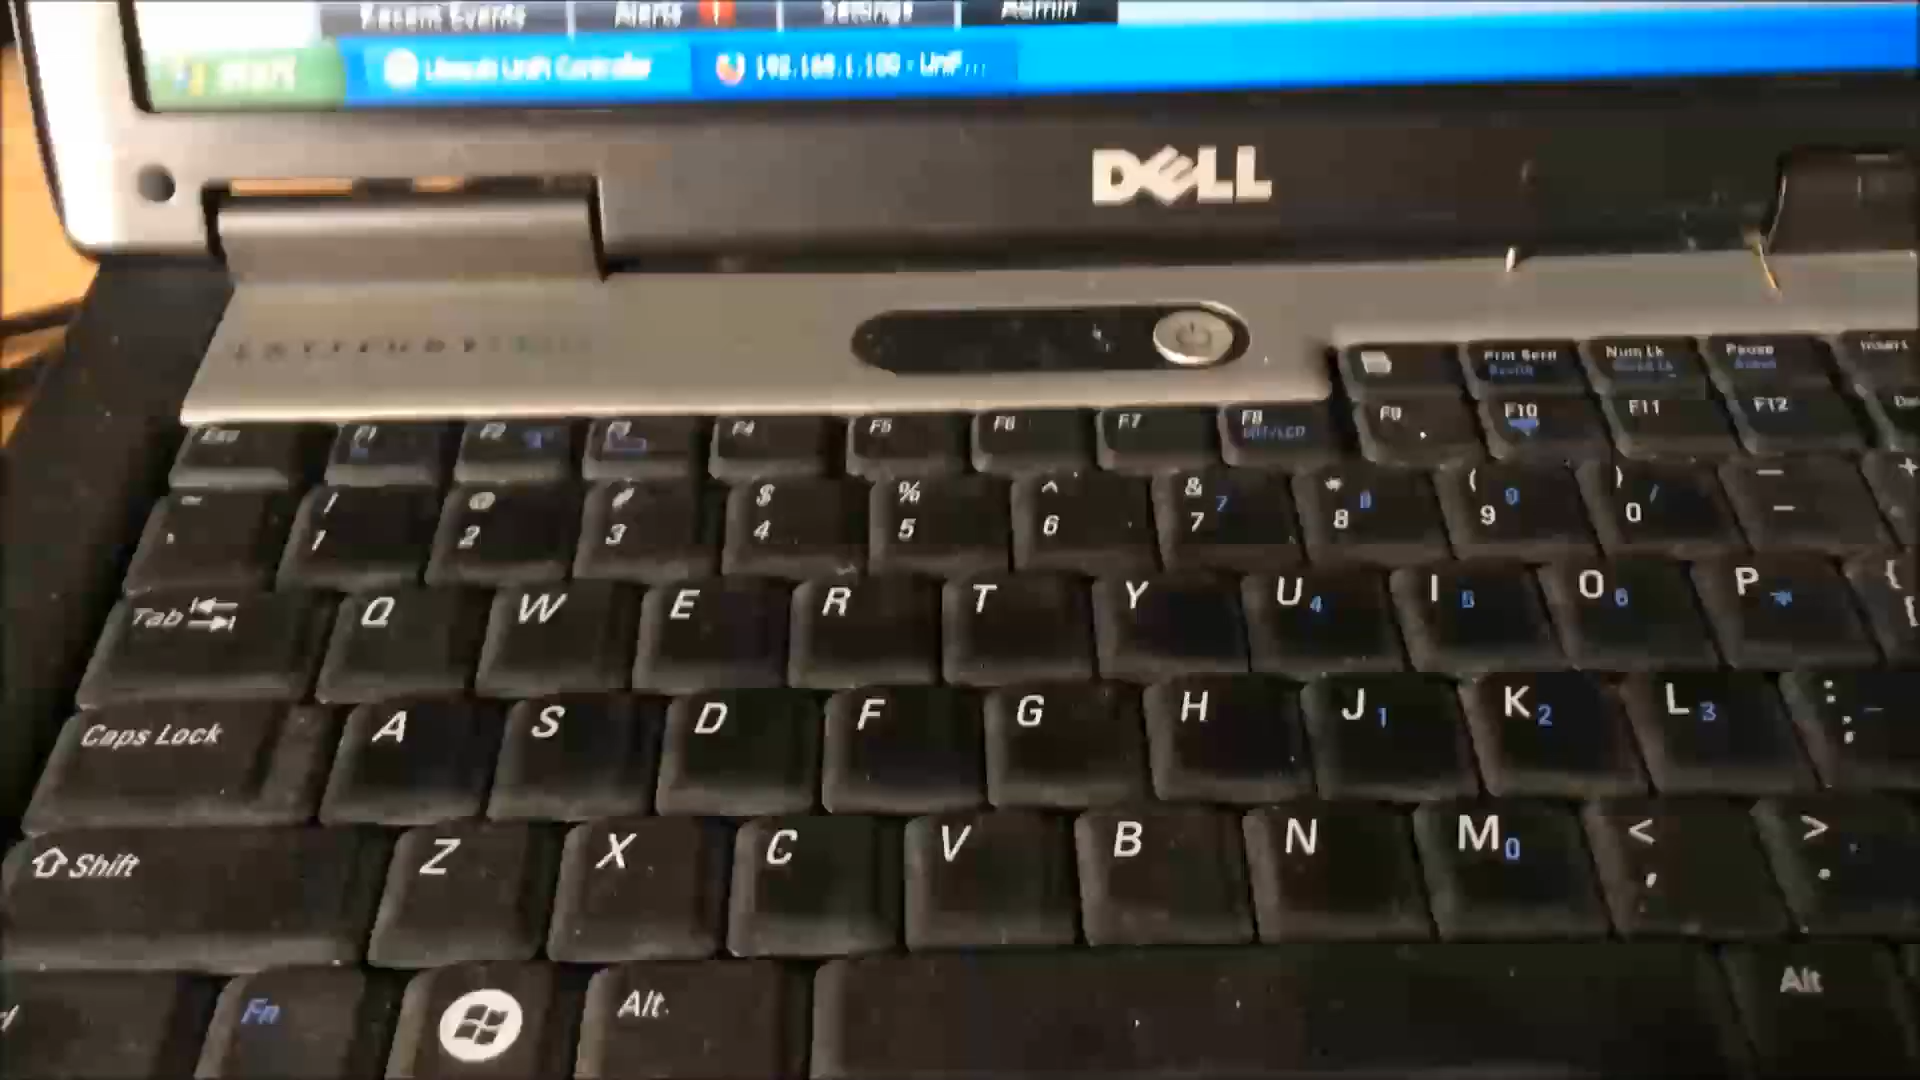 Recent Events Alerts ! Settings Admin
start Ubiquiti UniFi Controller 192.168.1.100 - UniF...
DELL
Prnt Scrn Num Lk Pause Insert
Esc F1 F2 F3 F4 F5 F6 F7 F8 CRT/LCD F9 F10 F11 F12
~ ! @ # $ % ^ & * ( ) _ +
1 2 3 4 5 6 7 7 8 8 9 9 0 / -
Tab Q W E R T Y U 4 I 5 O 6 P * { [
Caps Lock A S D F G H J 1 K 2 L 3 : ; -
Shift Z X C V B N M 0 < , > .
Fn Alt Alt